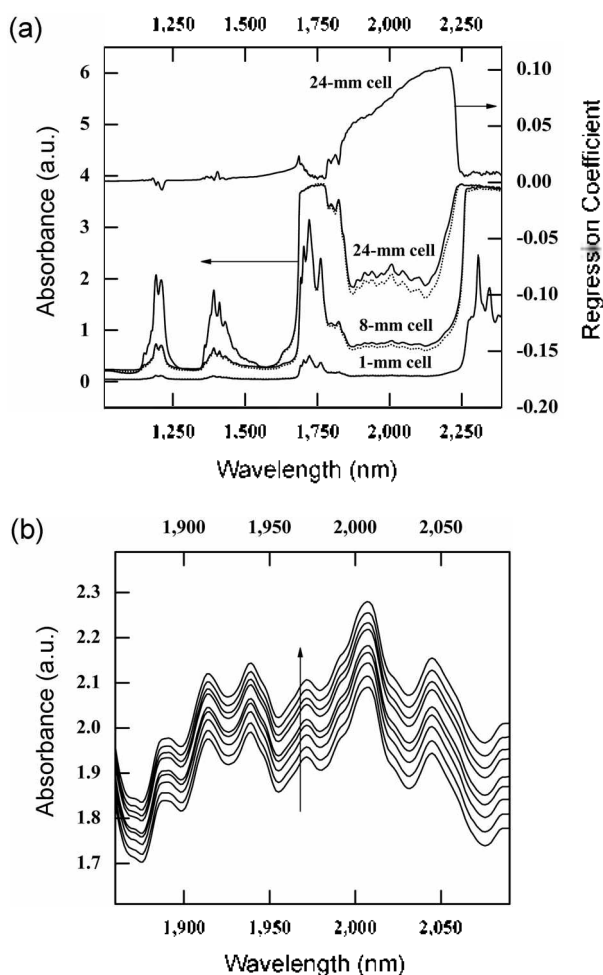 (a)
1,250 1,500 1,750 2,000 2,250
6
5
4
3
2
1
0
Absorbance (a.u.)
24-mm cell
24-mm cell
8-mm cell
1-mm cell
0.10
0.05
0.00
-0.05
-0.10
-0.15
-0.20
Regression Coefficient
1,250 1,500 1,750 2,000 2,250
Wavelength (nm)
(b)
1,900 1,950 2,000 2,050
2.3
2.2
2.1
2.0
1.9
1.8
1.7
Absorbance (a.u.)
1,900 1,950 2,000 2,050
Wavelength (nm)